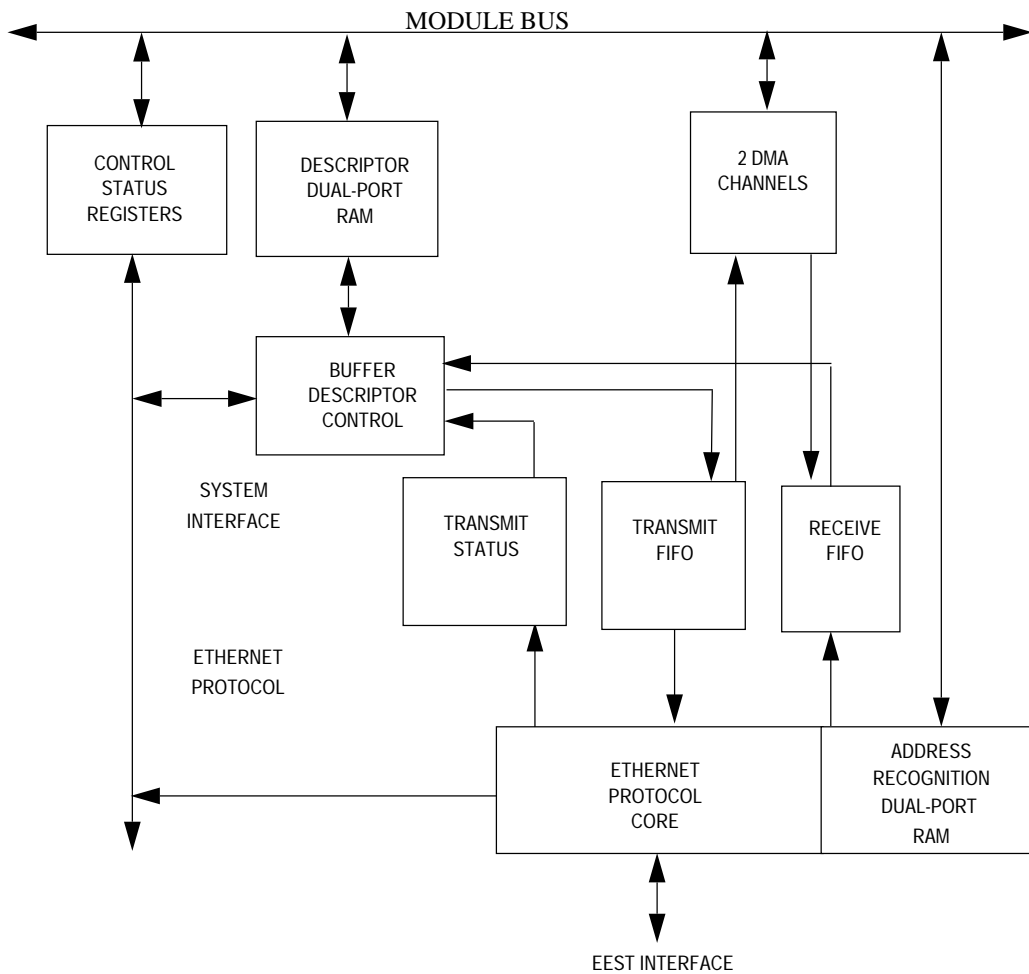 MODULE BUS
CONTROL
STATUS
REGISTERS
DESCRIPTOR
DUAL-PORT
RAM
2 DMA
CHANNELS
BUFFER
DESCRIPTOR
CONTROL
SYSTEM
INTERFACE
TRANSMIT
STATUS
TRANSMIT
FIFO
RECEIVE
FIFO
ETHERNET
PROTOCOL
ETHERNET
PROTOCOL
CORE
ADDRESS
RECOGNITION
DUAL-PORT
RAM
EEST INTERFACE